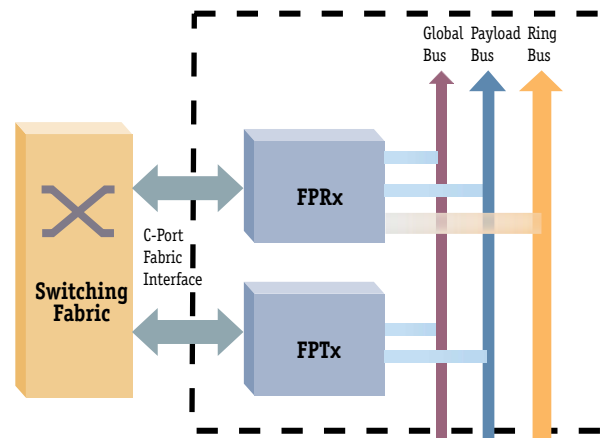 Global Payload Ring
Bus Bus Bus
FPRx
C-Port
Fabric
Interface
Switching
Fabric
FPTx